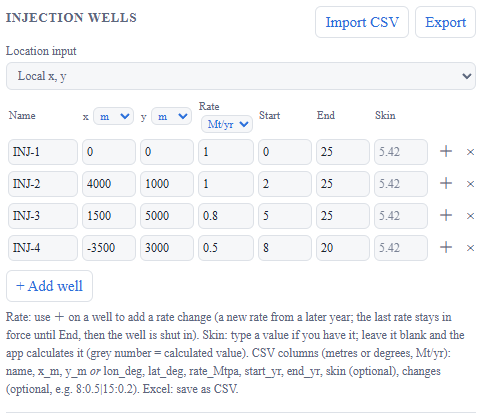 INJECTION WELLS
Import CSV
Export
Location input
Local x, y
Name x m y m Rate Mt/yr Start End Skin
INJ-1 0 0 1 0 25 5.42 + ×
INJ-2 4000 1000 1 2 25 5.42 + ×
INJ-3 1500 5000 0.8 5 25 5.42 + ×
INJ-4 -3500 3000 0.5 8 20 5.42 + ×
+ Add well
Rate: use + on a well to add a rate change (a new rate from a later year; the last rate stays in
force until End, then the well is shut in). Skin: type a value if you have it; leave it blank and the
app calculates it (grey number = calculated value). CSV columns (metres or degrees, Mt/yr):
name, x_m, y_m or lon_deg, lat_deg, rate_Mtpa, start_yr, end_yr, skin (optional), changes
(optional, e.g. 8:0.5|15:0.2). Excel: save as CSV.